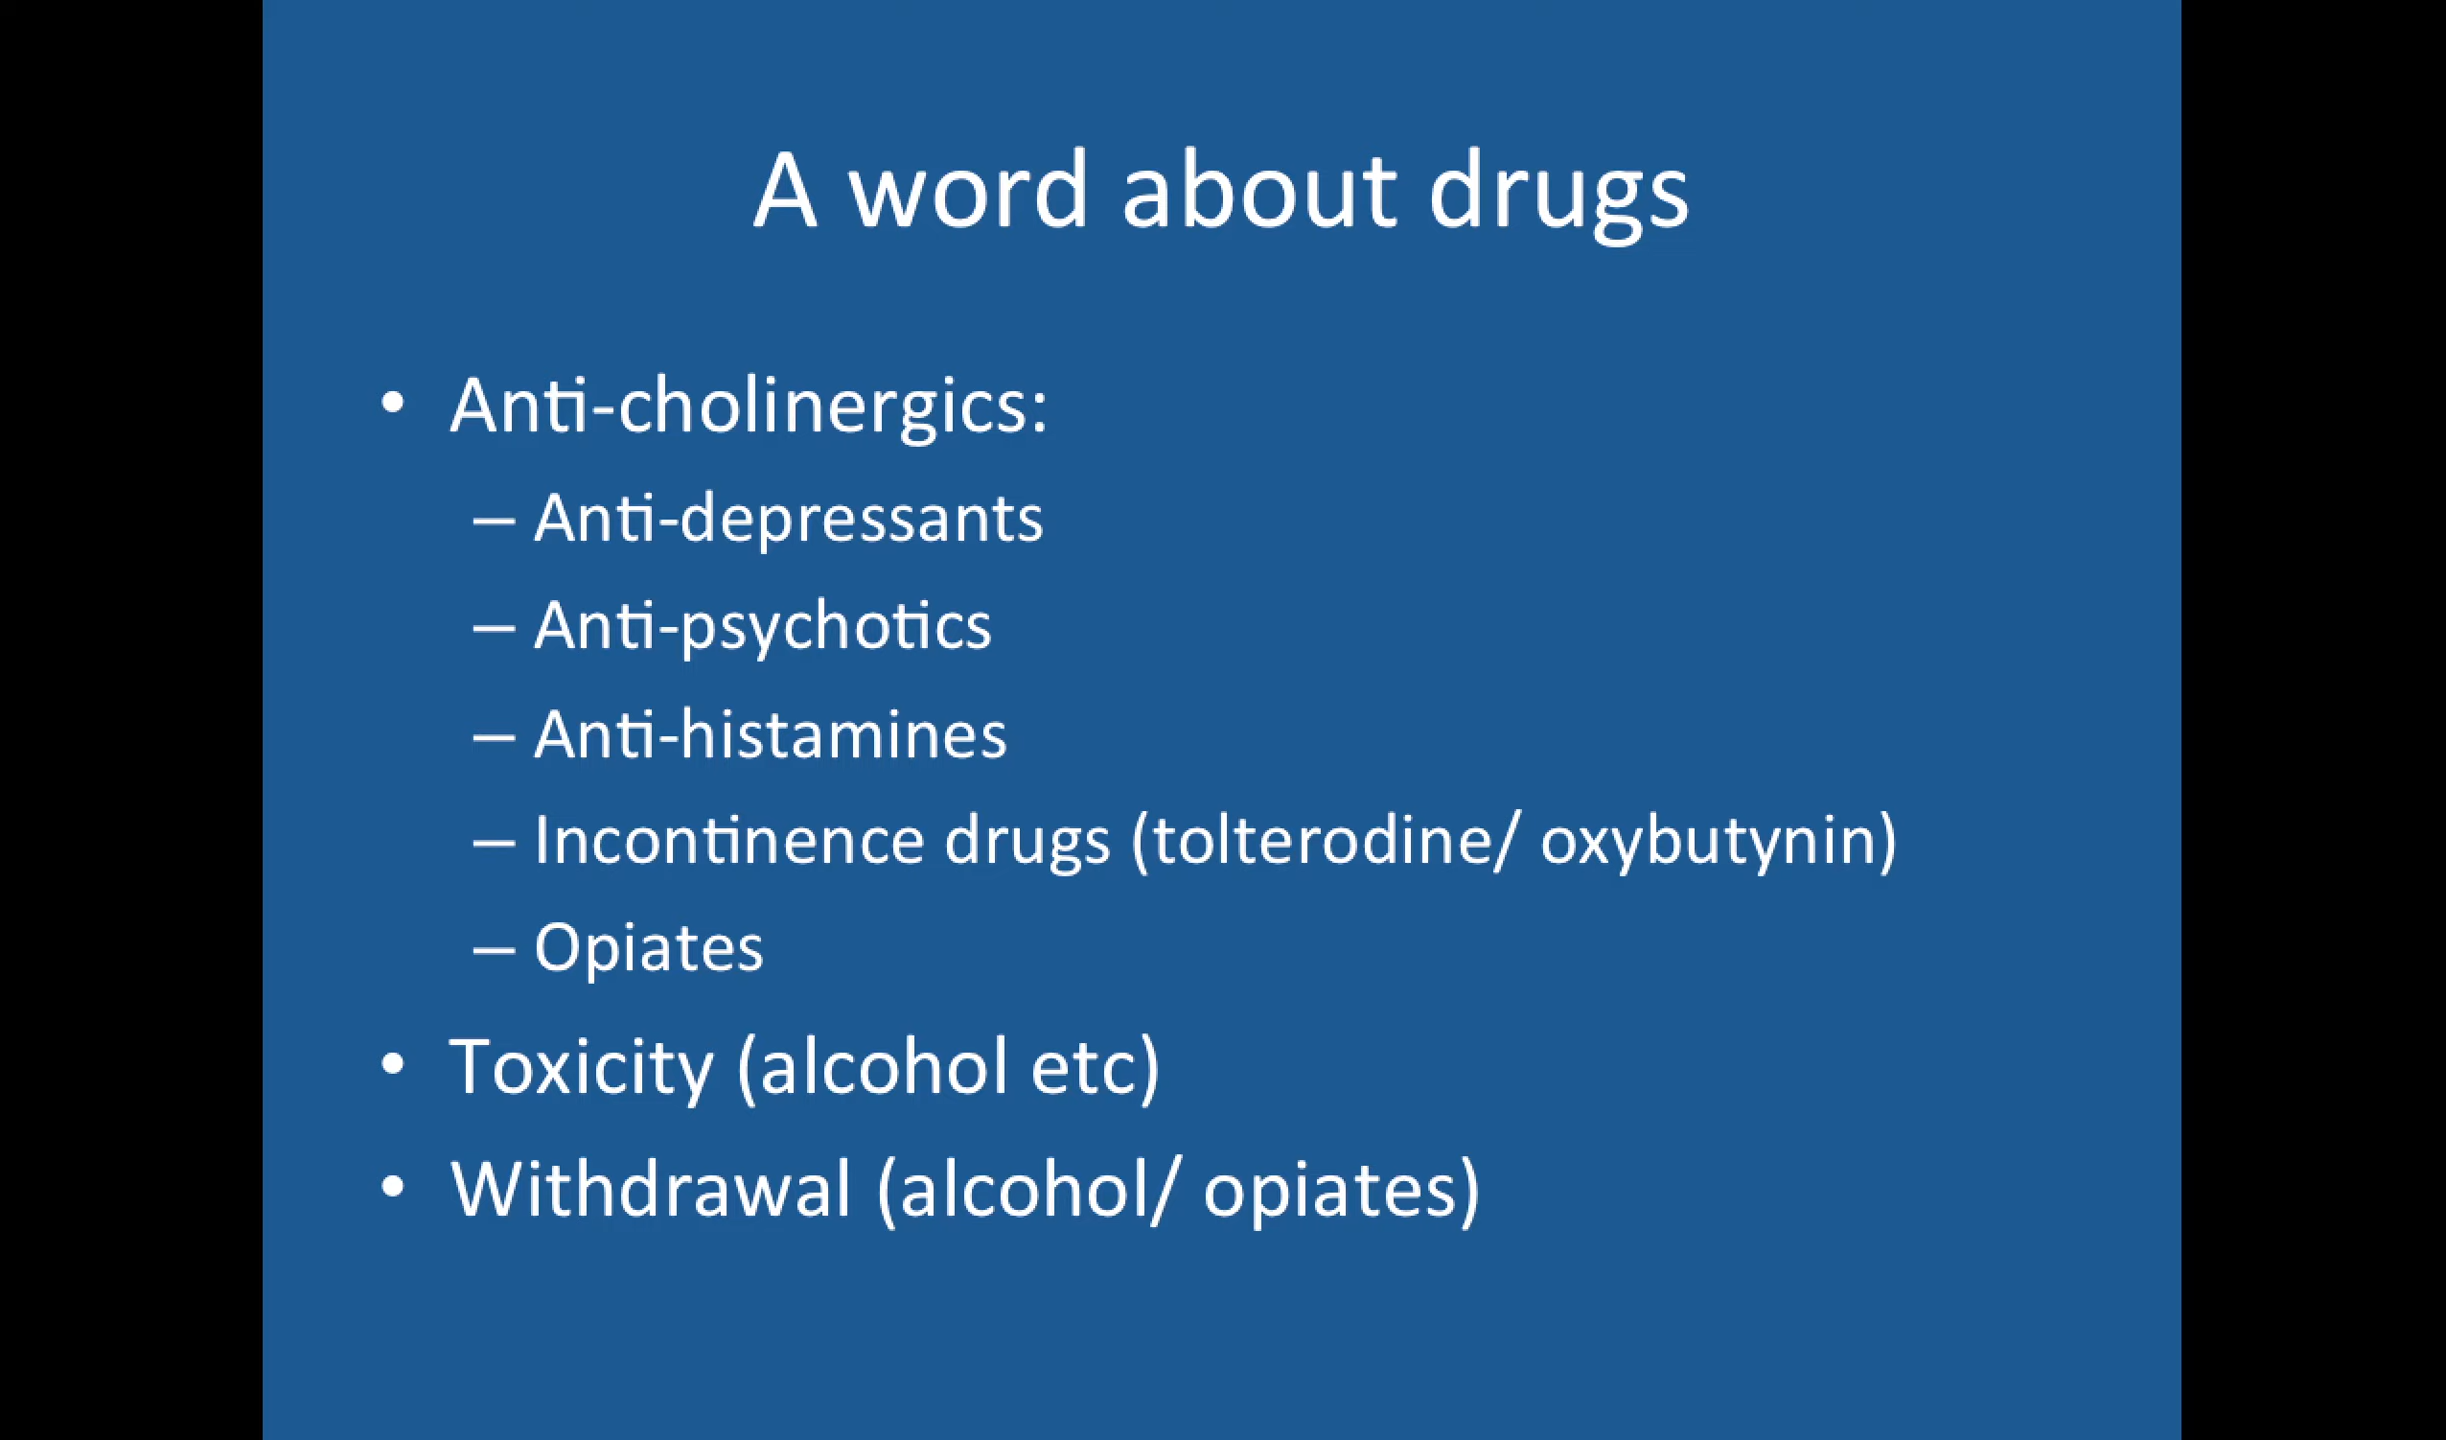 A word about drugs
• Anti-cholinergics:
– Anti-depressants
– Anti-psychotics
– Anti-histamines
– Incontinence drugs (tolterodine/ oxybutynin)
– Opiates
• Toxicity (alcohol etc)
• Withdrawal (alcohol/ opiates)